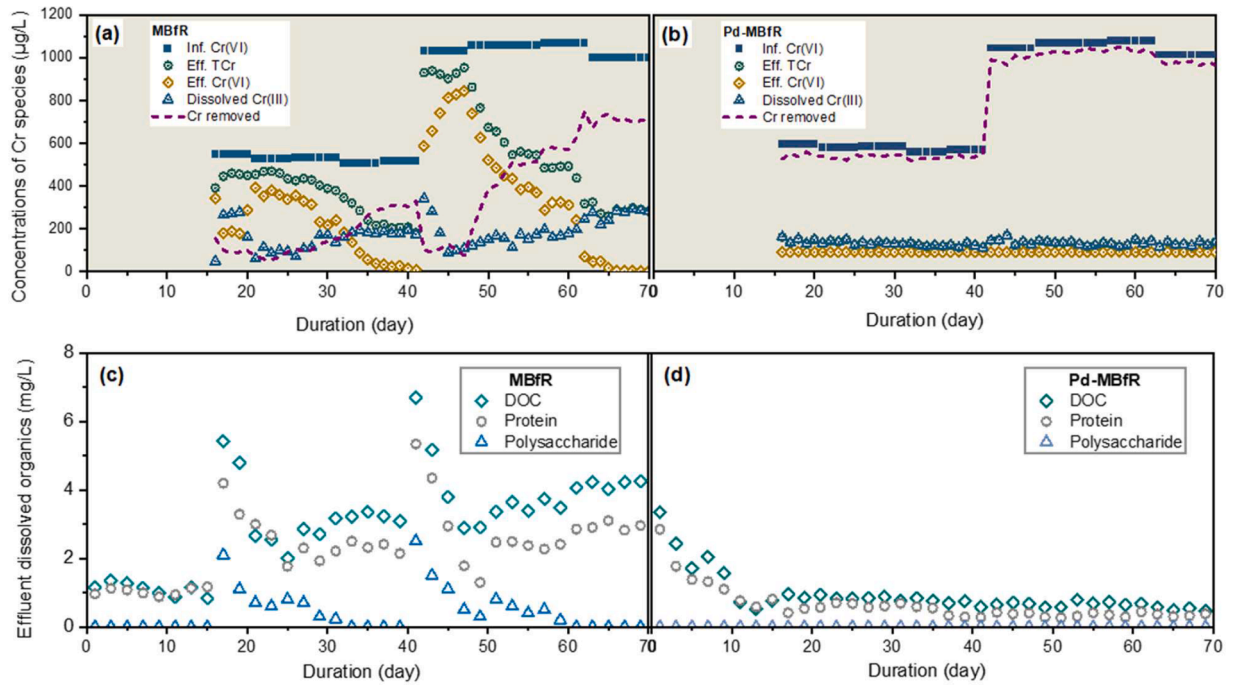 Concentrations of Cr species (µg/L)
1200
1000
800
600
400
200
0
(a)
MBfR
Inf. Cr(VI)
Eff. TCr
Eff. Cr(VI)
Dissolved Cr(III)
Cr removed
0 10 20 30 40 50 60 70
Duration (day)
(b)
Pd-MBfR
Inf. Cr(VI)
Eff. TCr
Eff. Cr(VI)
Dissolved Cr(III)
Cr removed
0 10 20 30 40 50 60 70
Duration (day)
Effluent dissolved organics (mg/L)
8
6
4
2
0
(c)
MBfR
DOC
Protein
Polysaccharide
0 10 20 30 40 50 60 70
Duration (day)
(d)
Pd-MBfR
DOC
Protein
Polysaccharide
0 10 20 30 40 50 60 70
Duration (day)